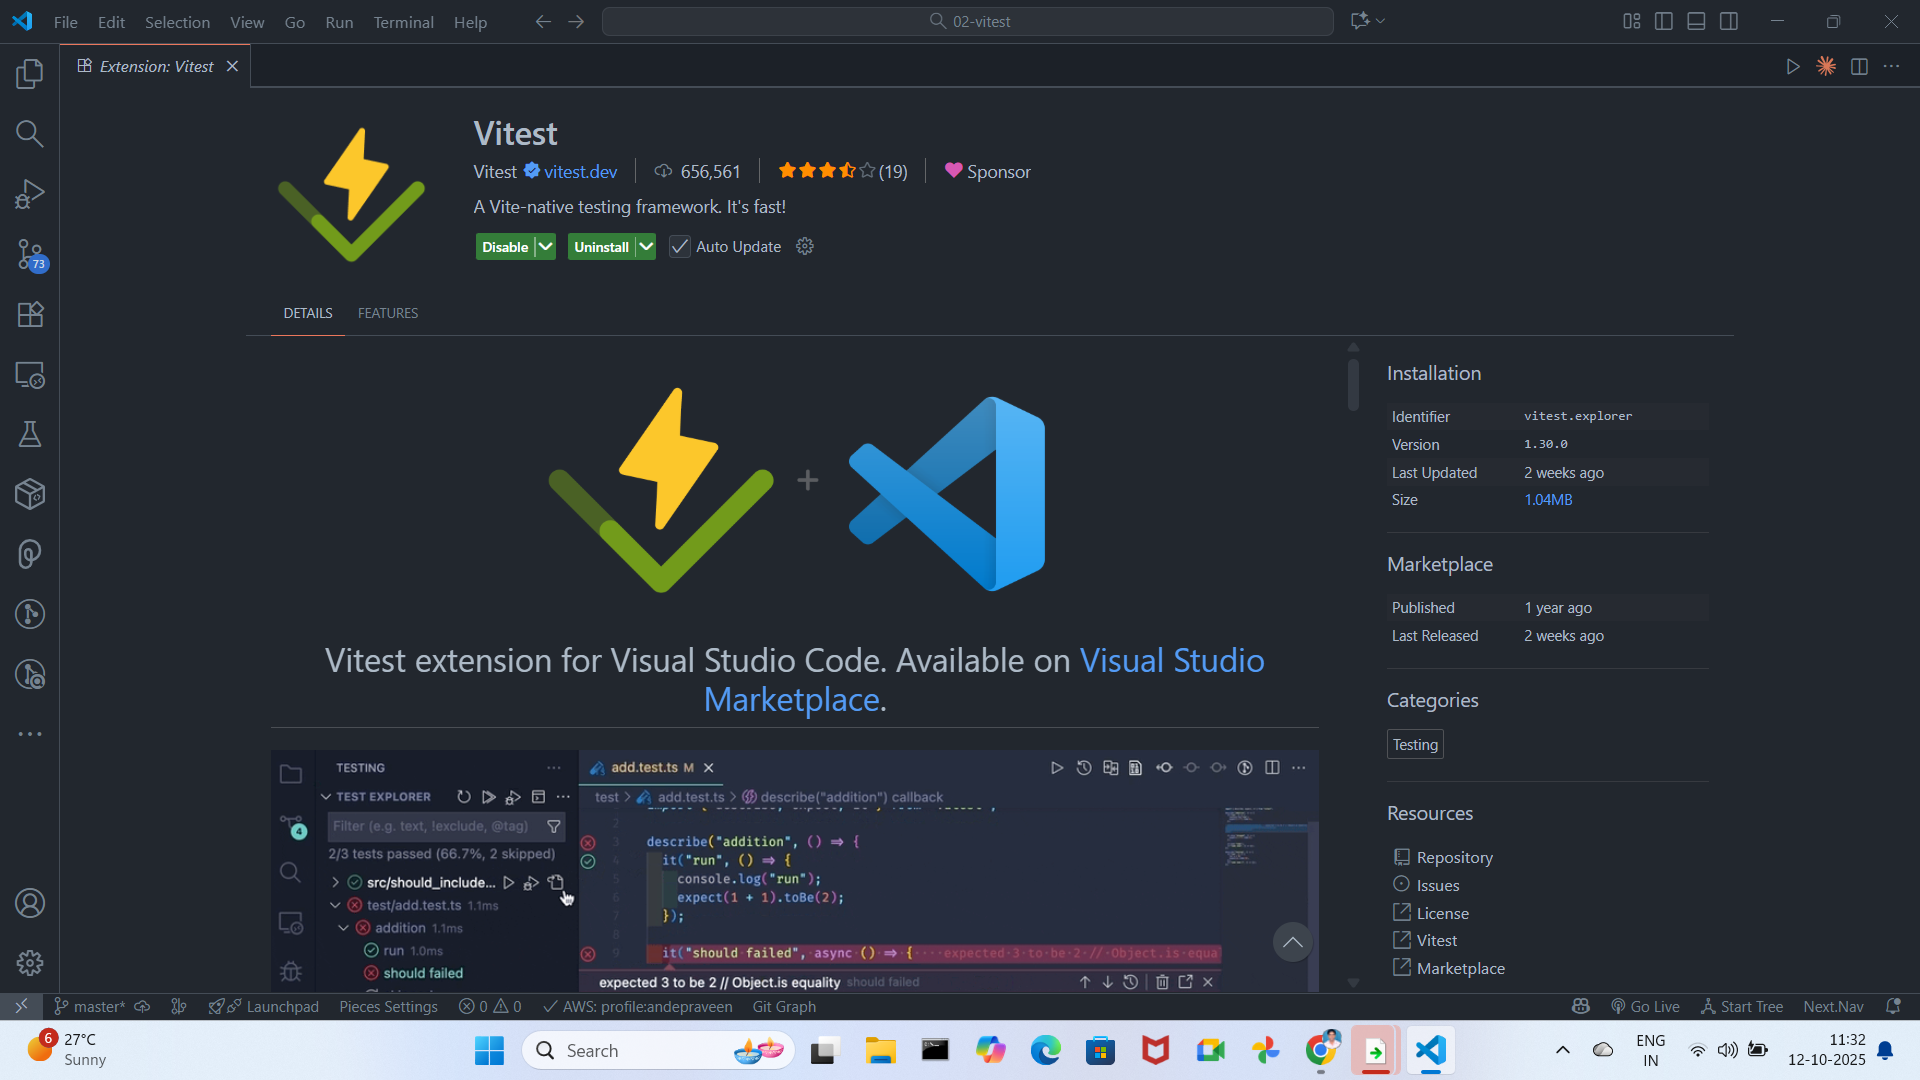 File Edit Selection View Go Run Terminal Help
02-vitest
Extension: Vitest
Vitest
Vitest vitest.dev 656,561 (19) Sponsor
A Vite-native testing framework. It's fast!
Disable Uninstall Auto Update
73
DETAILS FEATURES
Vitest extension for Visual Studio Code. Available on Visual Studio
Marketplace.
TESTING
TEST EXPLORER
Filter (e.g. text, !exclude, @tag)
2/3 tests passed (66.7%, 2 skipped)
src/should_include...
test/add.test.ts 1.1ms
addition 1.1ms
run 1.0ms
should failed
4
add.test.ts M
test > add.test.ts > describe("addition") callback
2
3 describe("addition", () ⇒ {
4 it("run", () ⇒ {
5 console.log("run");
6 expect(1 + 1).toBe(2);
7 });
8
9 it("should failed", async () ⇒ { expected 3 to be 2 // Object.is equa
expected 3 to be 2 // Object.is equality should failed
Installation
Identifier vitest.explorer
Version 1.30.0
Last Updated 2 weeks ago
Size 1.04MB
Marketplace
Published 1 year ago
Last Released 2 weeks ago
Categories
Testing
Resources
Repository
Issues
License
Vitest
Marketplace
master* Launchpad Pieces Settings 0 0 AWS: profile:andepraveen Git Graph Go Live Start Tree Next.Nav
6
27°C
Sunny
Search
ENG
IN
11:32
12-10-2025